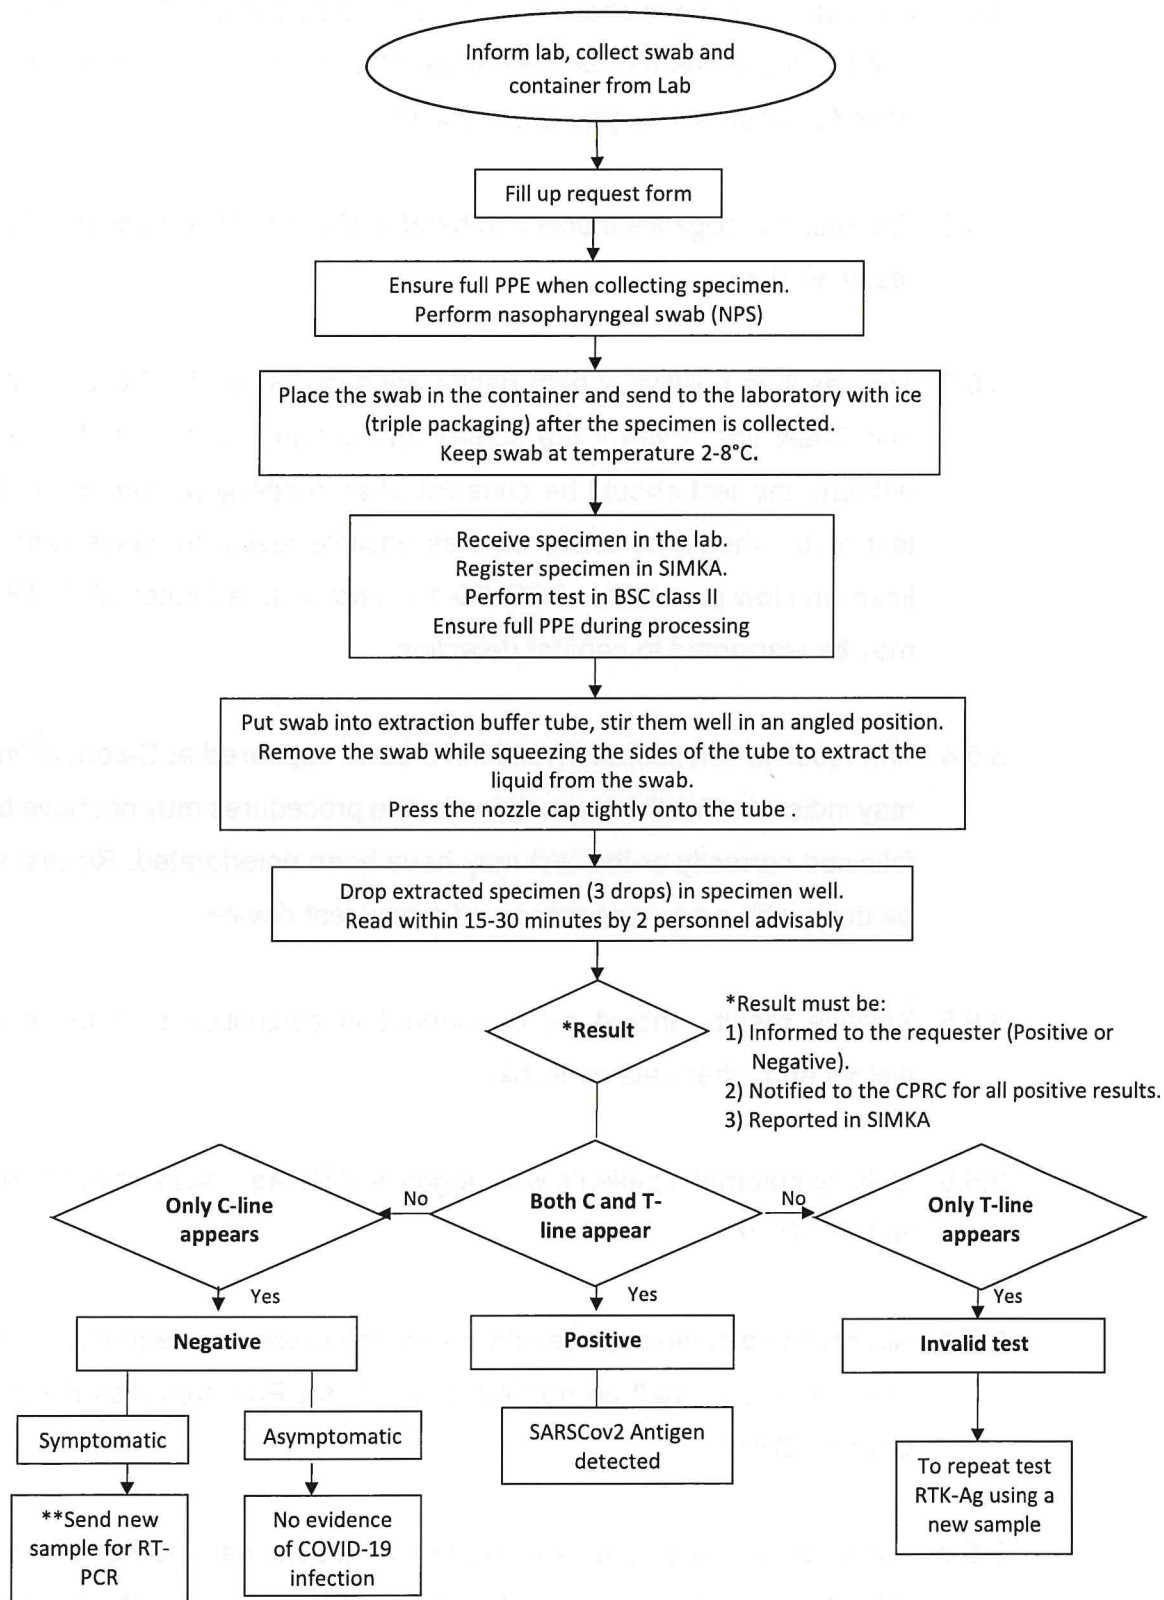 Inform lab, collect swab and
container from Lab
Fill up request form
Ensure full PPE when collecting specimen.
Perform nasopharyngeal swab (NPS)
Place the swab in the container and send to the laboratory with ice
(triple packaging) after the specimen is collected.
Keep swab at temperature 2-8°C.
Receive specimen in the lab.
Register specimen in SIMKA.
Perform test in BSC class II
Ensure full PPE during processing
Put swab into extraction buffer tube, stir them well in an angled position.
Remove the swab while squeezing the sides of the tube to extract the
liquid from the swab.
Press the nozzle cap tightly onto the tube .
Drop extracted specimen (3 drops) in specimen well.
Read within 15-30 minutes by 2 personnel advisably
*Result
*Result must be:
1) Informed to the requester (Positive or
Negative).
2) Notified to the CPRC for all positive results.
3) Reported in SIMKA
Only C-line
appears
No
Both C and T-
line appear
No
Only T-line
appears
Yes
Yes
Yes
Negative
Positive
Invalid test
Symptomatic
Asymptomatic
SARSCov2 Antigen
detected
To repeat test
RTK-Ag using a
new sample
**Send new
sample for RT-
PCR
No evidence
of COVID-19
infection